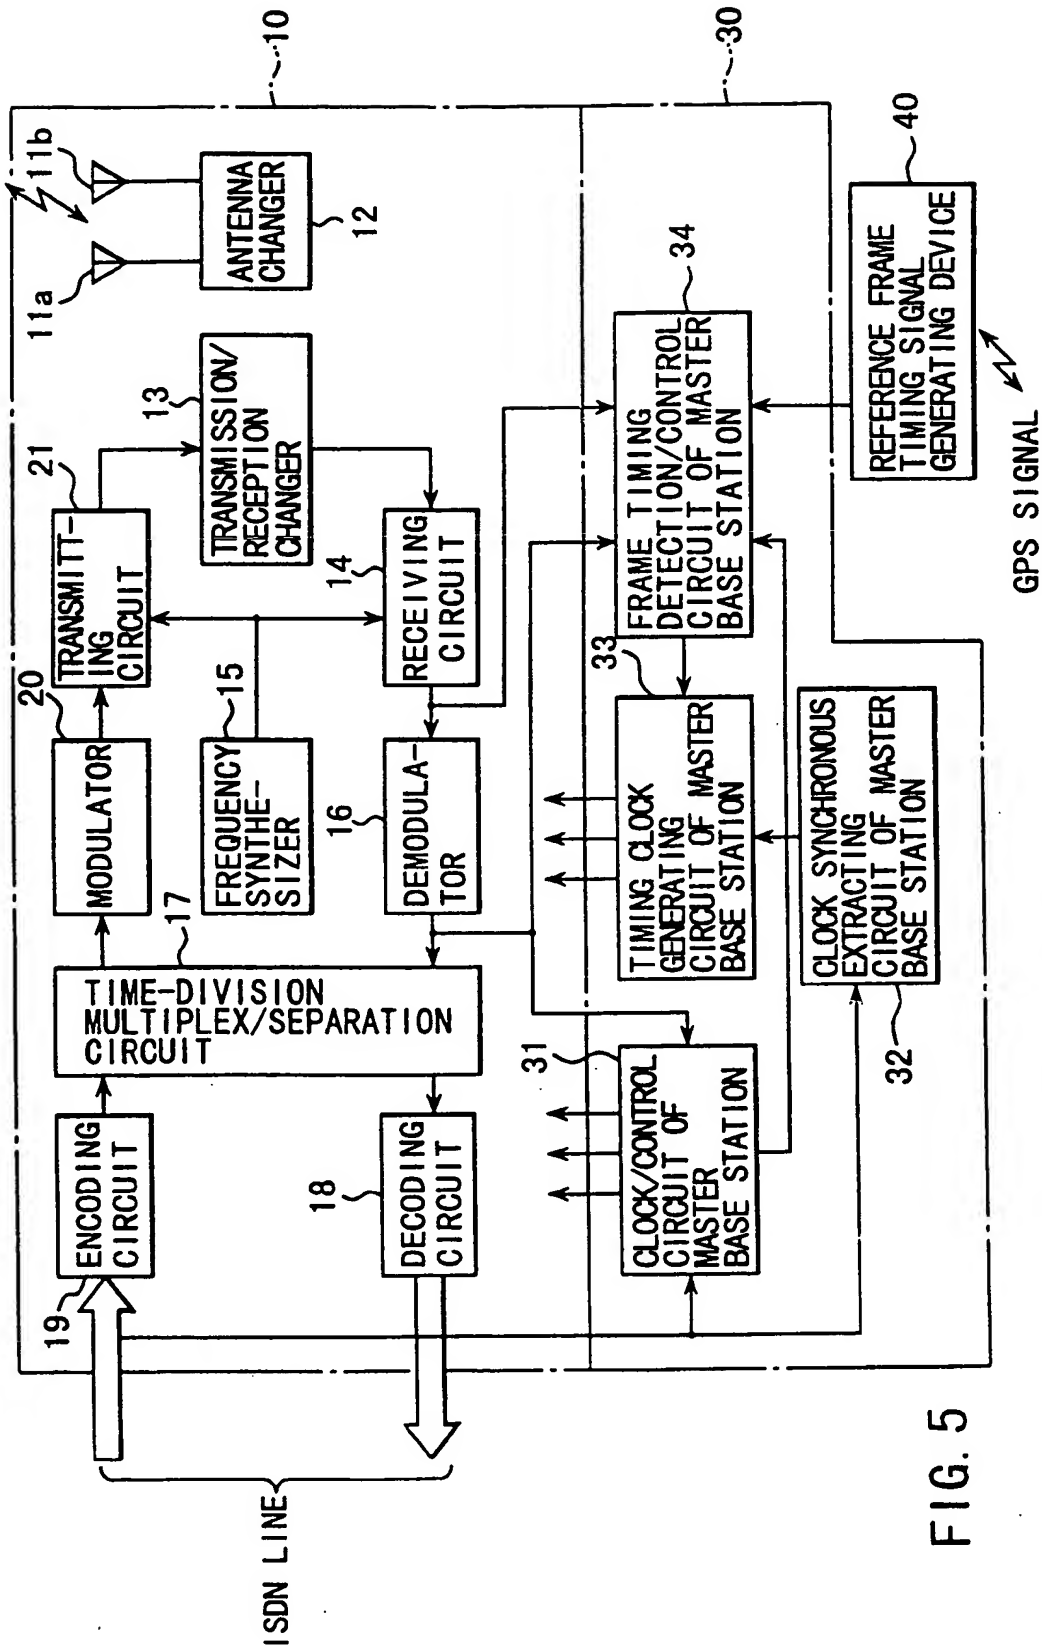 10
11b
11a
ANTENNA
CHANGER
12
TRANSMISSION/
RECEPTION
CHANGER
13
21
TRANSMITT-
ING
CIRCUIT
14
RECEIVING
CIRCUIT
20
MODULATOR
15
FREQUENCY
SYNTHE-
SIZER
16
DEMODULA-
TOR
17
TIME-DIVISION
MULTIPLEX/SEPARATION
CIRCUIT
19
ENCODING
CIRCUIT
18
DECODING
CIRCUIT
ISDN LINE
30
34
FRAME TIMING
DETECTION/CONTROL
CIRCUIT OF MASTER
BASE STATION
33
TIMING CLOCK
GENERATING
CIRCUIT OF MASTER
BASE STATION
31
CLOCK/CONTROL
CIRCUIT OF
MASTER
BASE STATION
CLOCK SYNCHRONOUS
EXTRACTING
CIRCUIT OF MASTER
BASE STATION
32
40
REFERENCE FRAME
TIMING SIGNAL
GENERATING DEVICE
GPS SIGNAL
FIG. 5